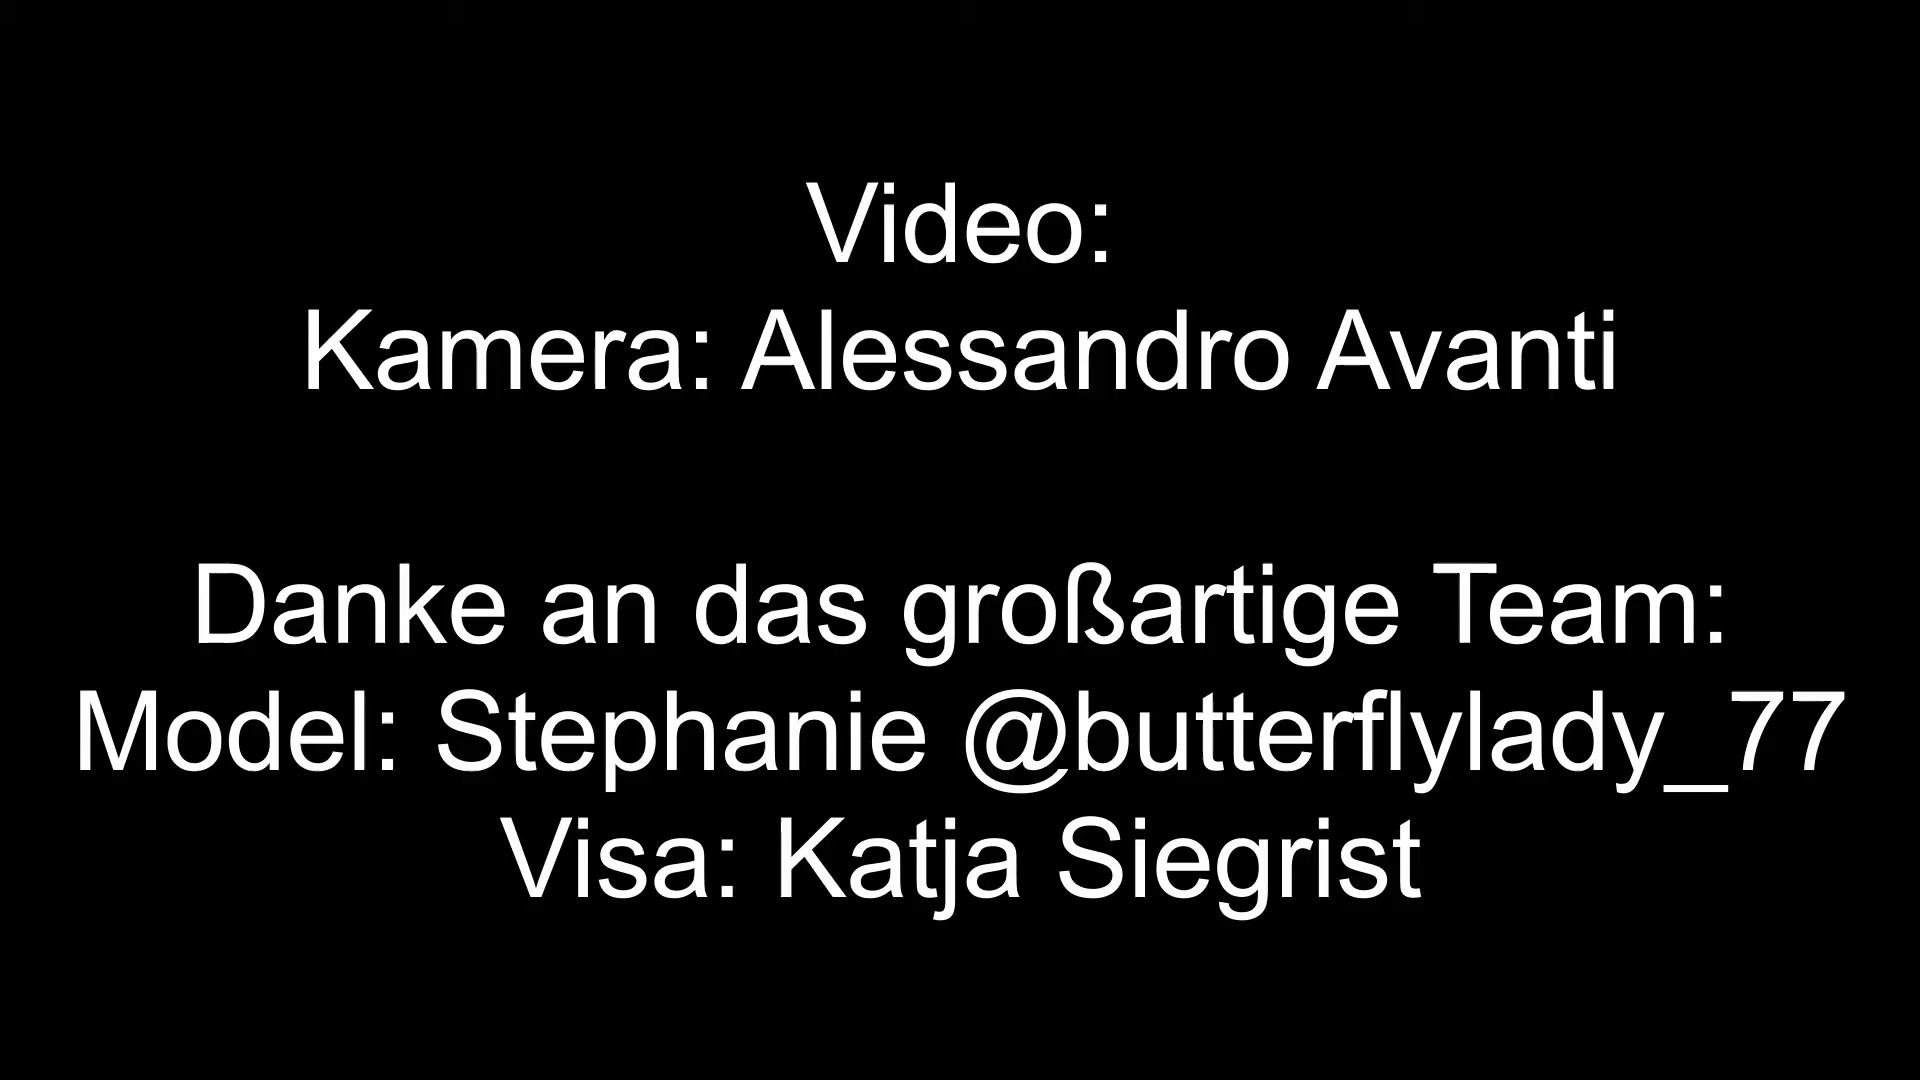 Video:
Kamera: Alessandro Avanti
Danke an das großartige Team:
Model: Stephanie @butterflylady_77
Visa: Katja Siegrist